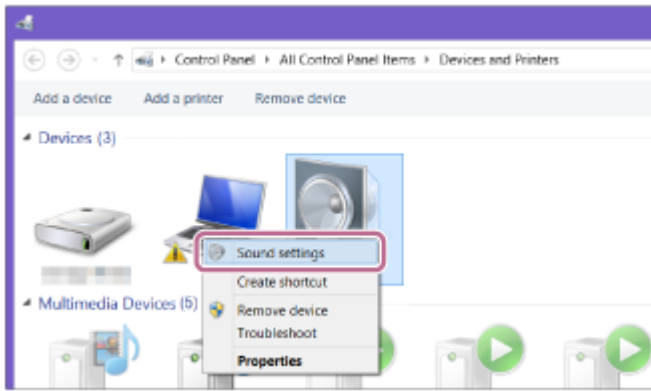 Control Panel All Control Panel Items Devices and Printers
Add a device Add a printer Remove device
Devices (3)
Sound settings
Create shortcut
Multimedia Devices (5)
Remove device
Troubleshoot
Properties